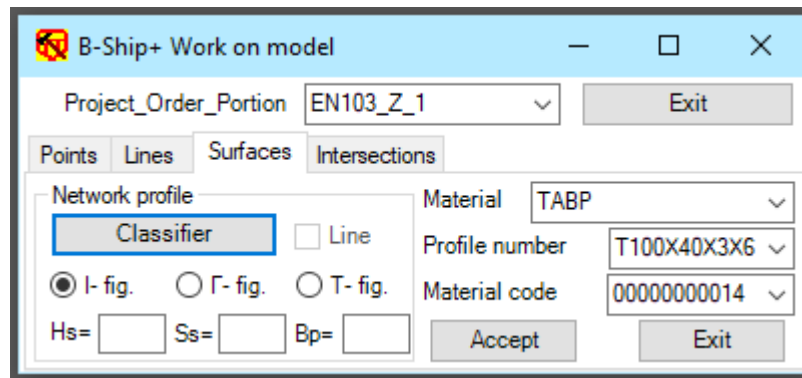 B-Ship+ Work on model
Project_Order_Portion EN103_Z_1 Exit
Points Lines Surfaces Intersections
Network profile
Classifier Line
I- fig. Г- fig. T- fig.
Hs= Ss= Bp=
Material TABP
Profile number T100X40X3X6
Material code 00000000014
Accept Exit